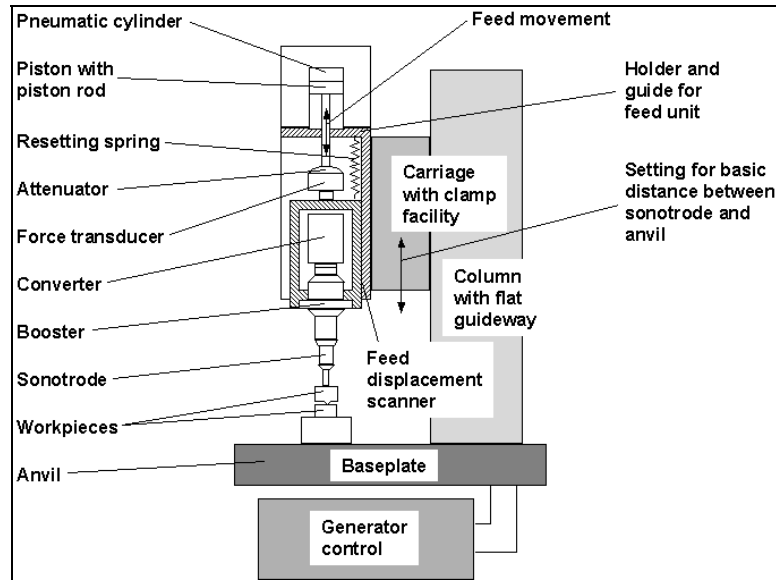 Pneumatic cylinder
Feed movement
Piston with
piston rod
Holder and
guide for
feed unit
Resetting spring
Attenuator
Carriage
with clamp
facility
Setting for basic
distance between
sonotrode and
anvil
Force transducer
Converter
Column
with flat
guideway
Booster
Feed
displacement
scanner
Sonotrode
Workpieces
Anvil
Baseplate
Generator
control